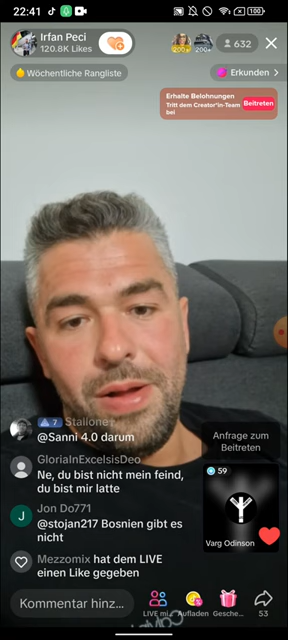 22:41
100
Irfan Peci
120.8K Likes
200+
200+
632
Wöchentliche Rangliste
Erkunden >
Erhalte Belohnungen
Tritt dem Creator*in-Team bei
Beitreten
7 Stalione
@Sanni 4.0 darum
GloriaInExcelsisDeo
Ne, du bist nicht mein feind,
du bist mir latte
Jon Do771
@stojan217 Bosnien gibt es
nicht
Mezzomix hat dem LIVE
einen Like gegeben
Anfrage zum
Beitreten
59
Varg Odinson
Kommentar hinz...
LIVE mi...
Aufladen
Gesche...
53